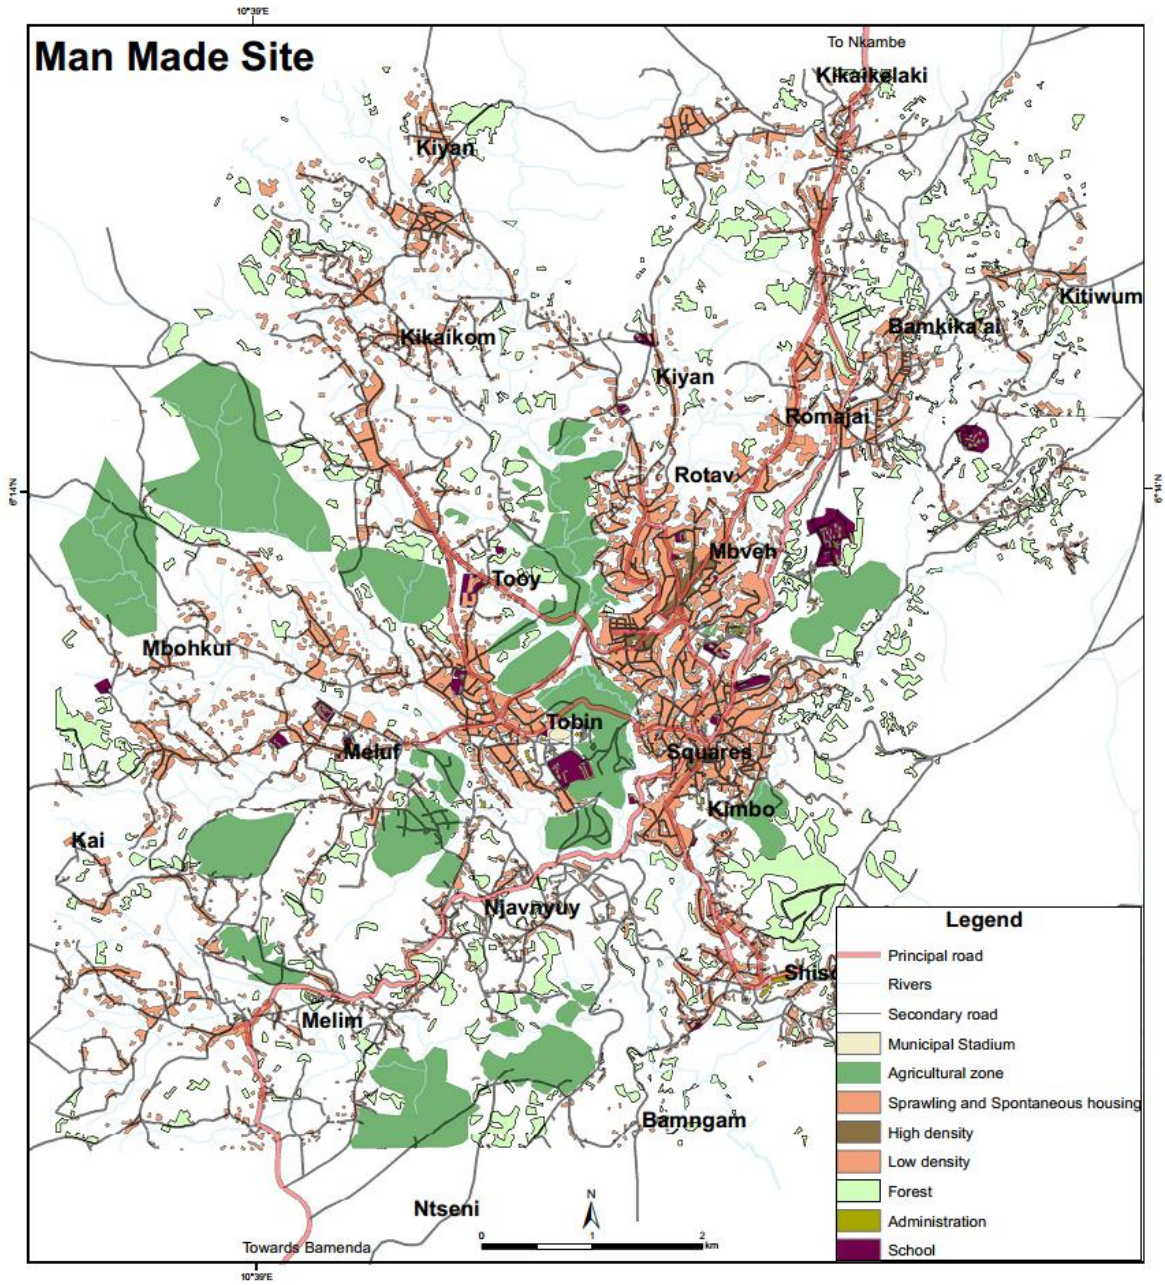 10°39'E
Man Made Site
To Nkambe
Kikaikelaki
Kiyan
Kitiwum
Bamkika'ai
Kikaikom
Kiyan
Romajai
Rotav
6°14'N
6°14'N
Mbveh
Tooy
Mbohkui
Tobin
Meluf
Squares
Kimbo
Kai
Njavnyuy
Legend
Principal road
Shiso
Rivers
Secondary road
Melim
Municipal Stadium
Agricultural zone
Sprawling and Spontaneous housing
Bamngam
High density
Low density
Forest
Ntseni
N
Administration
0 1 2
km
Towards Bamenda
School
10°39'E